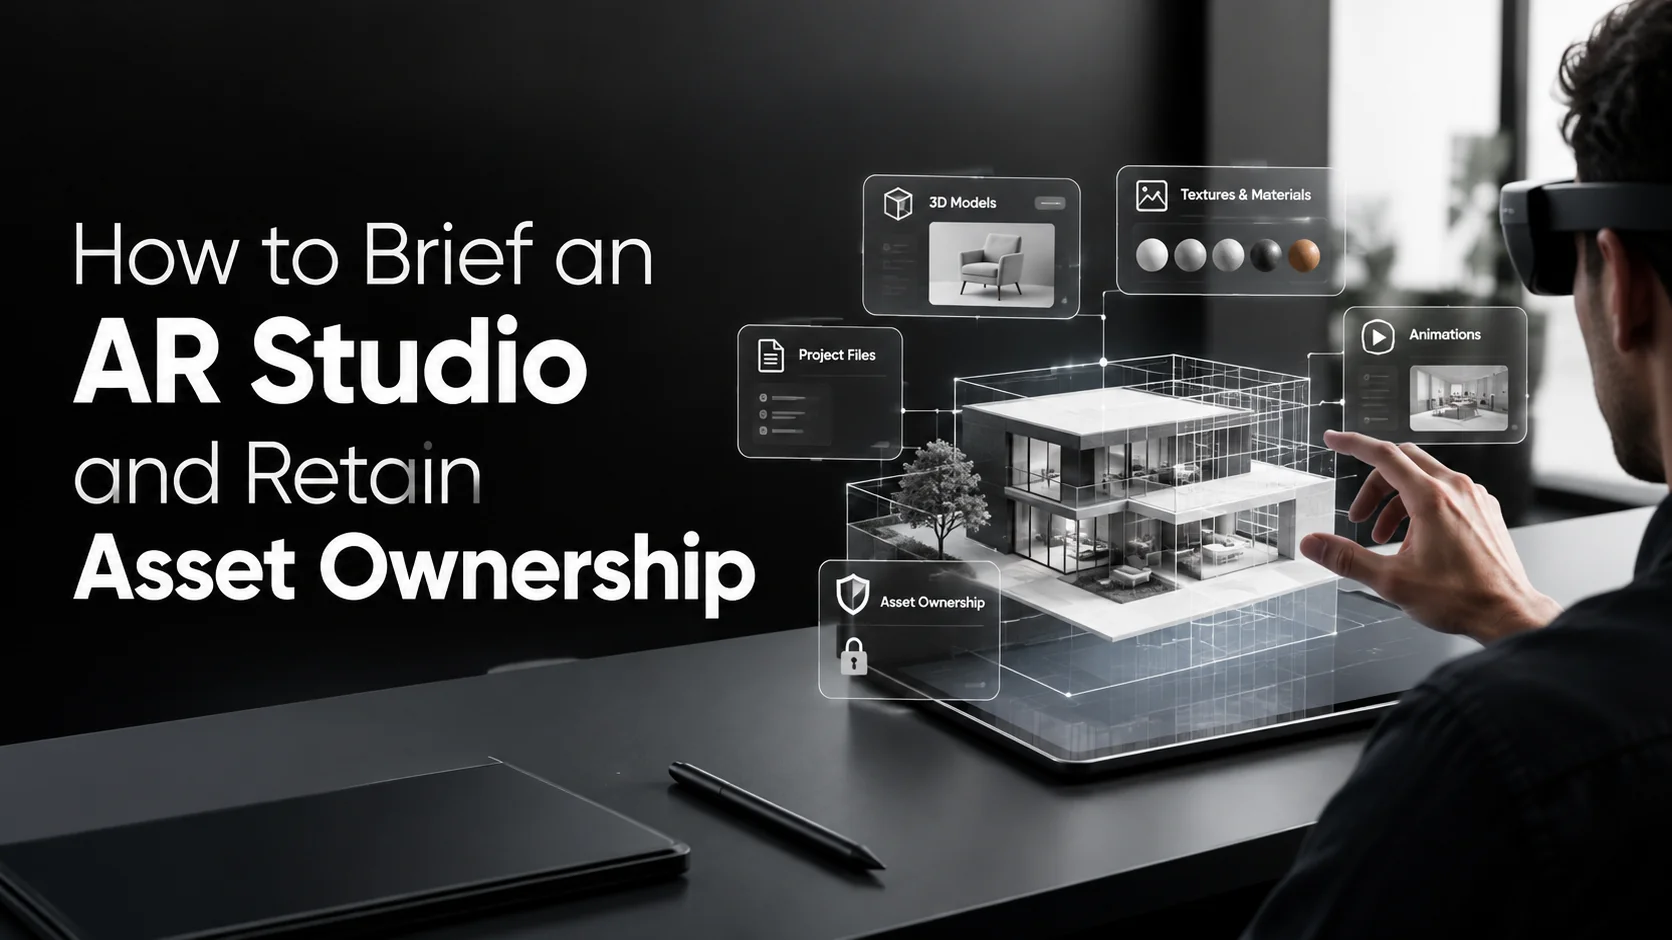 How to Brief an
AR Studio
and Retain
Asset Ownership
3D Models
Textures & Materials
Project Files
Animations
Asset Ownership